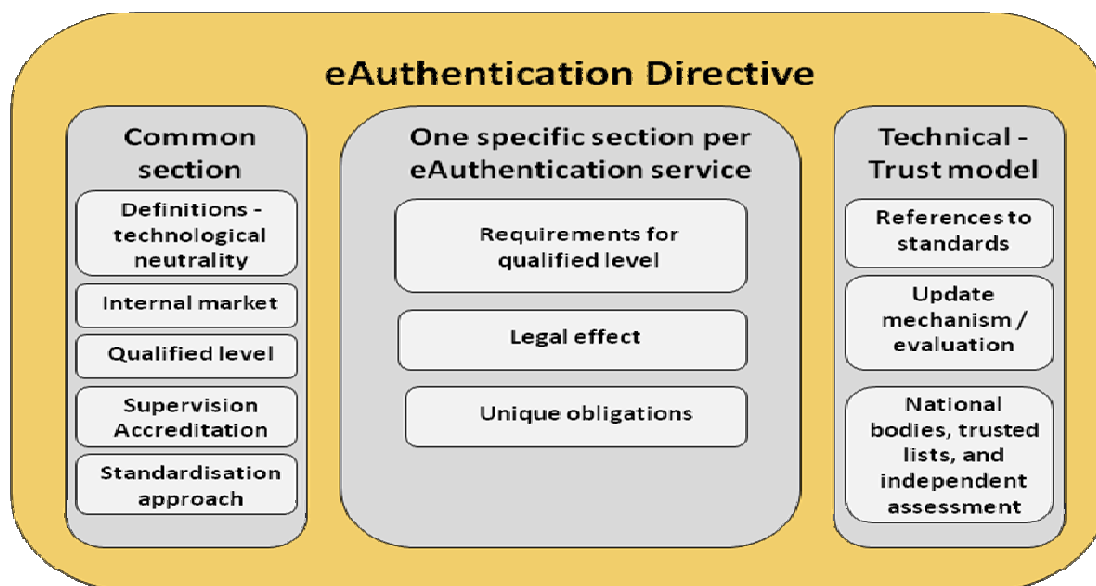 eAuthentication Directive
Common
section
Definitions -
technological
neutrality
Internal market
Qualified level
Supervision
Accreditation
Standardisation
approach
One specific section per
eAuthentication service
Requirements for
qualified level
Legal effect
Unique obligations
Technical -
Trust model
References to
standards
Update
mechanism /
evaluation
National
bodies, trusted
lists, and
independent
assessment